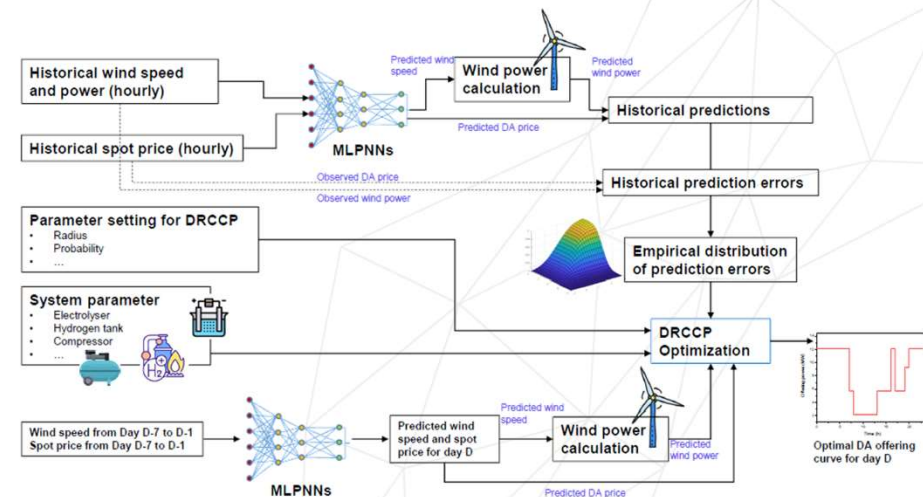 Historical wind speed
and power (hourly)
Historical spot price (hourly)
MLPNNs
Predicted wind
speed
Wind power
calculation
Predicted
wind power
Predicted DA price
Historical predictions
Observed DA price
Observed wind power
Historical prediction errors
Parameter setting for DRCCP
• Radius
• Probability
• ...
Empirical distribution
of prediction errors
System parameter
• Electrolyser
• Hydrogen tank
• Compressor
• ...
H2
DRCCP
Optimization
Time (h)
Optimal DA offering
curve for day D
Wind speed from Day D-7 to D-1
Spot price from Day D-7 to D-1
MLPNNs
Predicted wind
speed and spot
price for day D
Predicted wind
speed
Wind power
calculation
Predicted
wind power
Predicted DA price